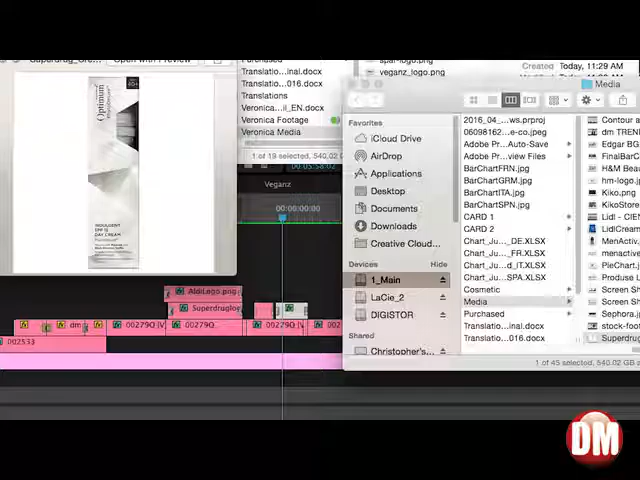 Open with Preview
Optimum
INDULGENT
DAY CREAM
Purchased
Translatio...inal.docx
Translatio...016.docx
Translations
Veronica...il_EN.docx
Veronica Footage
Veronica Media
1 of 19 selected, 540.02 G
spar-logo.png
veganz_logo.png
Created Today, 11:29 AM
Media
Favorites
iCloud Drive
AirDrop
Applications
Desktop
Documents
Downloads
Creative Cloud...
Devices Hide
1_Main
LaCie_2
DIGISTOR
Shared
Christopher's...
2016_04_...ws.prproj
06098162...e-co.jpeg
Adobe Pr...Auto-Save
Adobe Pr...view Files
BarChartFRN.jpg
BarChartGRM.jpg
BarChartITA.jpg
BarChartSPN.jpg
CARD 1
CARD 2
Chart_Ju..._DE.XLSX
Chart_Ju..._FR.XLSX
Chart_Ju...d_IT.XLSX
Chart_Ju...SPA.XLSX
Cosmetic
Media
Purchased
Translatio...inal.docx
Translatio...016.docx
Contour a
dm TREN
Edgar BG
FinalBarC
H&M Beau
hm-logo.j
Kiko.png
KikoStore
Lidl - CIEN
LidlCream
MenActiv.
menactive
PieChart.j
Screen Sh
Screen Sh
Sephora.j
stock-foo
Superdrug
1 of 45 selected, 540.02 GB a
Veganz
00:00:00:00
AldiLogo.png
Superdruglo
dm
00279Q [V
00279Q
00279Q [V
002
002533
DM